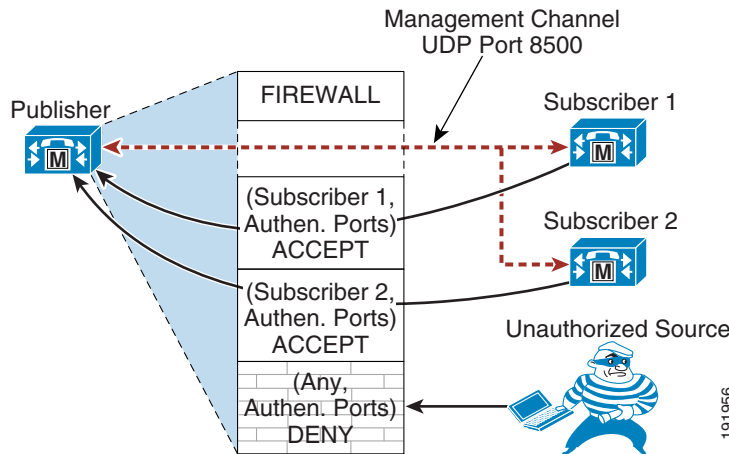 Management Channel
UDP Port 8500
FIREWALL
Publisher
M
Subscriber 1
M
(Subscriber 1,
Authen. Ports)
ACCEPT
Subscriber 2
M
(Subscriber 2,
Authen. Ports)
ACCEPT
Unauthorized Source
(Any,
Authen. Ports)
DENY
191956